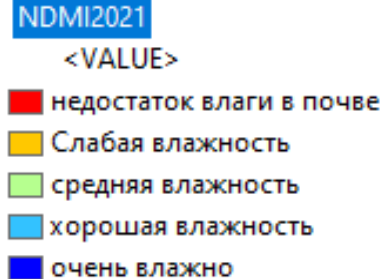 NDMI2021
<VALUE>
недостаток влаги в почве
Слабая влажность
средняя влажность
хорошая влажность
очень влажно